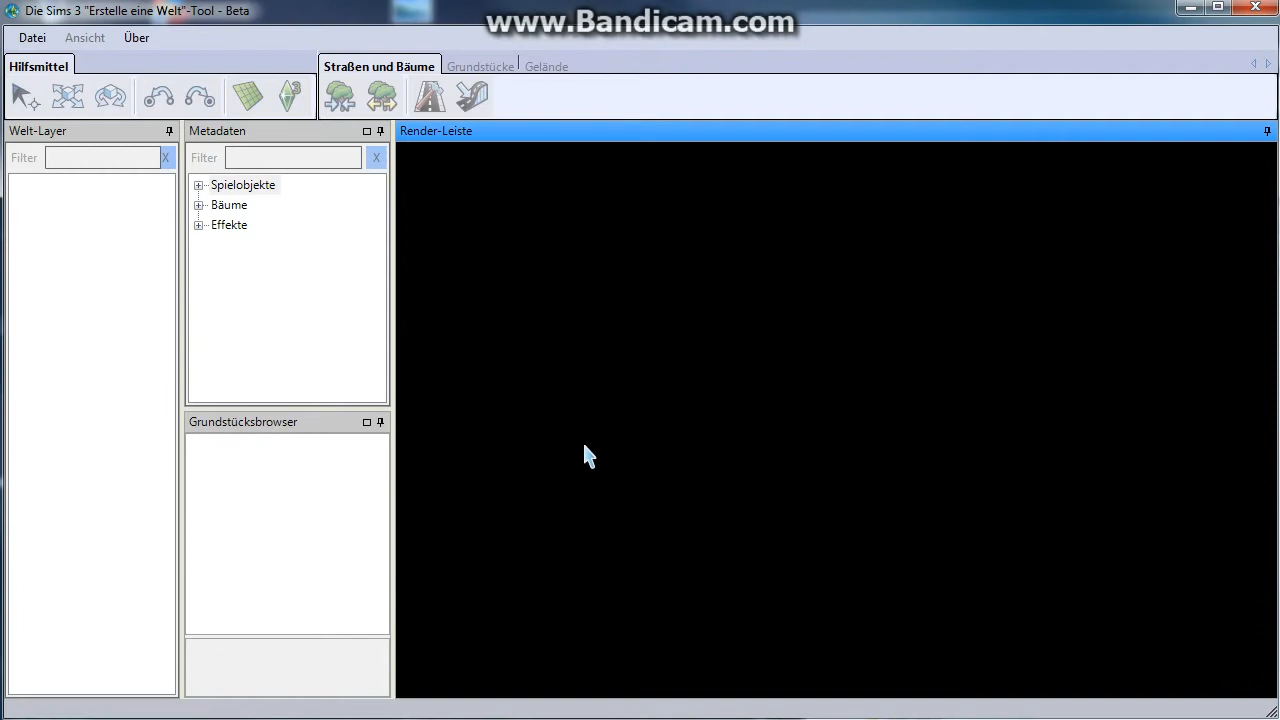 Die Sims 3 "Erstelle eine Welt"-Tool - Beta
www.Bandicam.com
Datei Ansicht Über
Hilfsmittel Straßen und Bäume Grundstücke Gelände
3
Welt-Layer Metadaten Render-Leiste
Filter X Filter X
Spielobjekte
Bäume
Effekte
Grundstücksbrowser